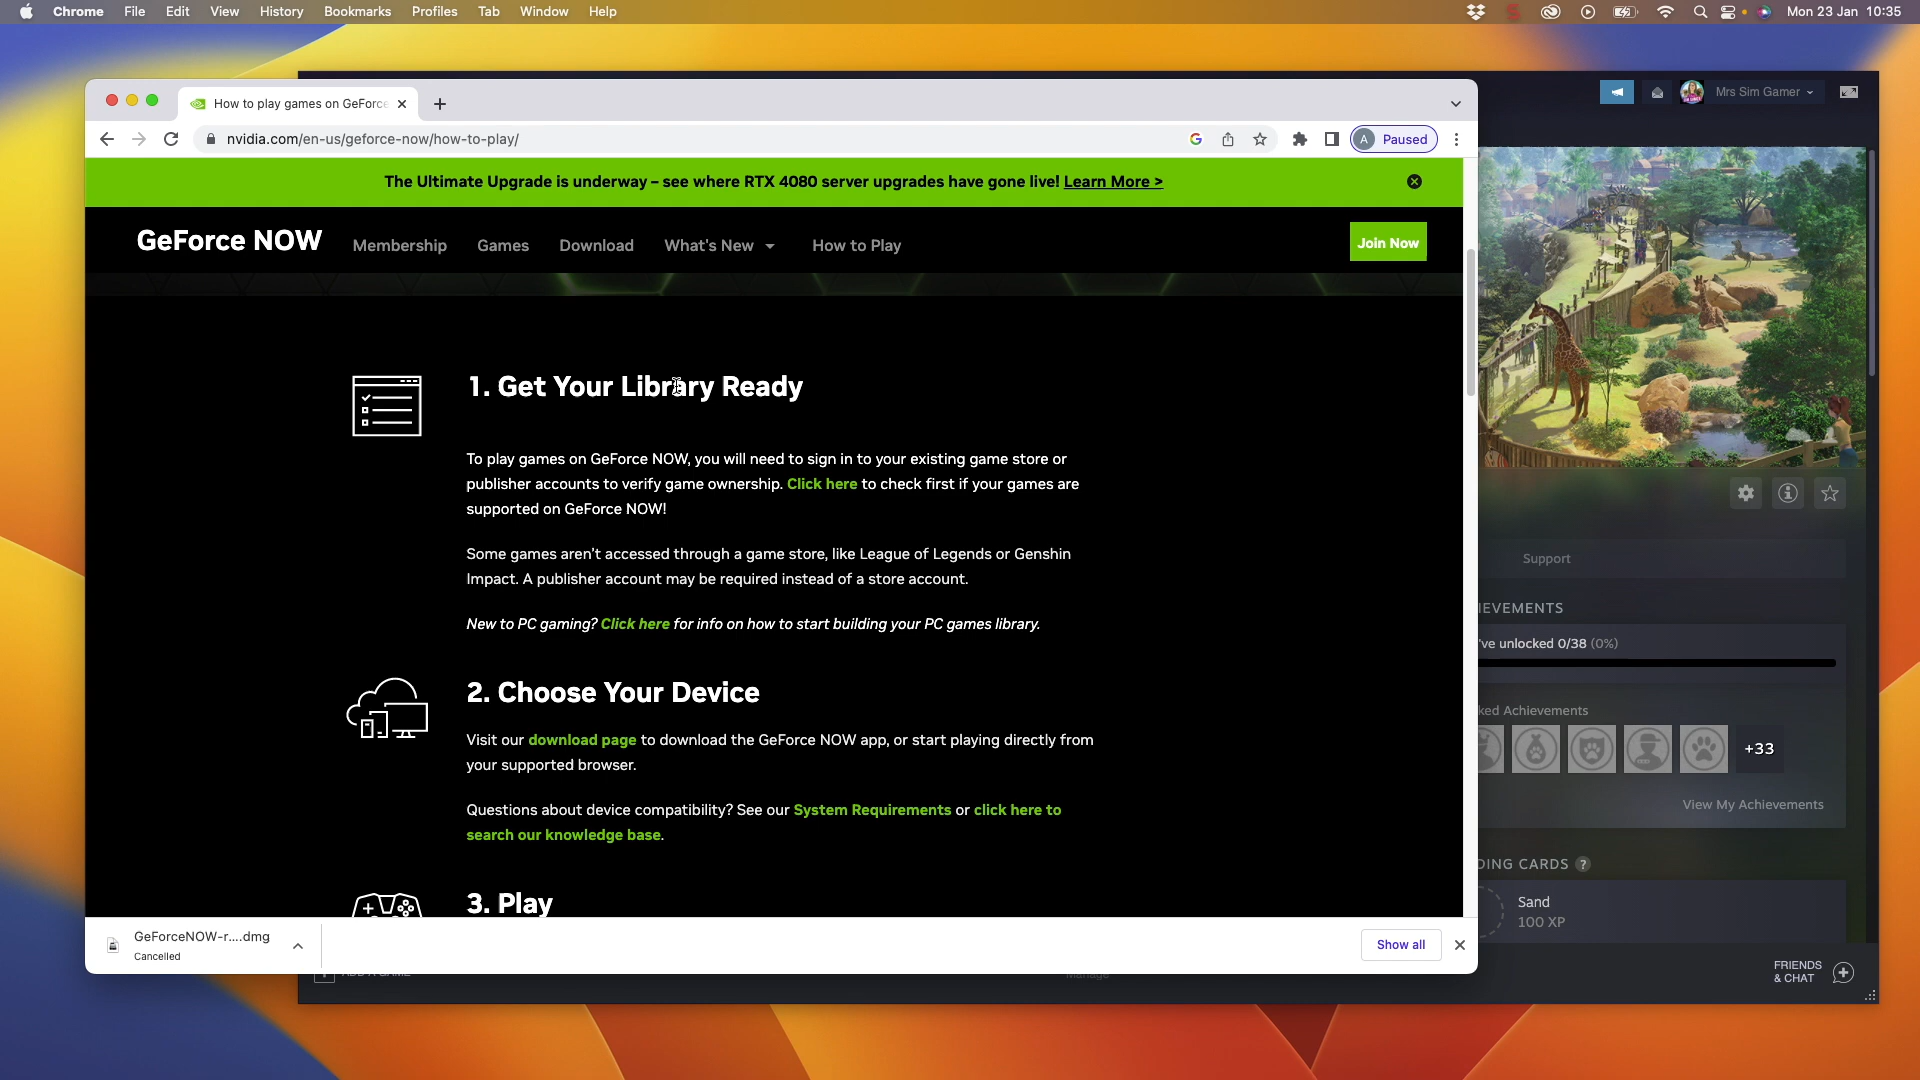 Chrome File Edit View History Bookmarks Profiles Tab Window Help Mon 23 Jan 10:35
How to play games on GeForce
Mrs Sim Gamer
nvidia.com/en-us/geforce-now/how-to-play/ A Paused
The Ultimate Upgrade is underway – see where RTX 4080 server upgrades have gone live! Learn More >
GeForce NOW Membership Games Download What's New How to Play Join Now
1. Get Your Library Ready
To play games on GeForce NOW, you will need to sign in to your existing game store or
publisher accounts to verify game ownership. Click here to check first if your games are
supported on GeForce NOW!
Some games aren't accessed through a game store, like League of Legends or Genshin
Impact. A publisher account may be required instead of a store account.
New to PC gaming? Click here for info on how to start building your PC games library.
2. Choose Your Device
Visit our download page to download the GeForce NOW app, or start playing directly from
your supported browser.
Questions about device compatibility? See our System Requirements or click here to
search our knowledge base.
3. Play
GeForceNOW-r....dmg
Cancelled
Show all
Support
IEVEMENTS
've unlocked 0/38 (0%)
ked Achievements
+33
View My Achievements
DING CARDS ?
Sand
100 XP
Manage
FRIENDS
& CHAT